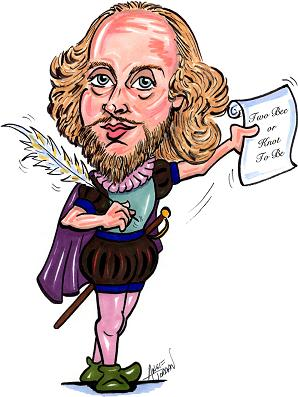 Two Bee
or
Knot
To Be